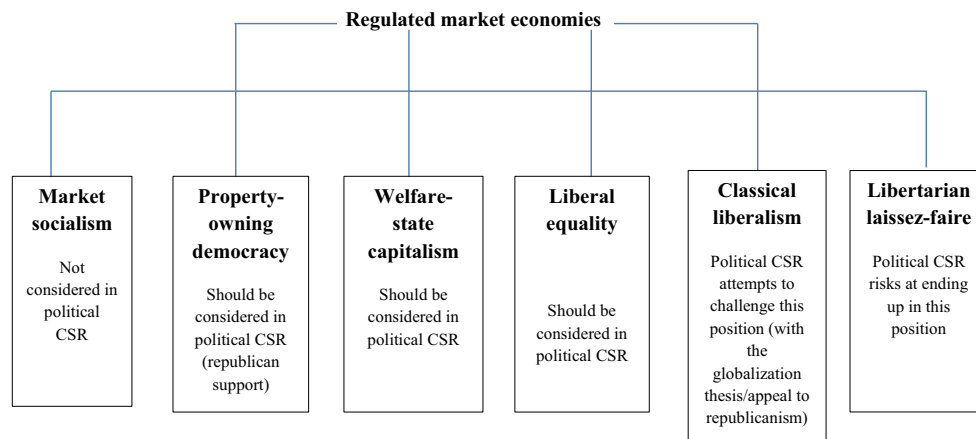 Regulated market economies
Market
socialism
Not
considered in
political
CSR
Property-
owning
democracy
Should be
considered in
political CSR
(republican
support)
Welfare-
state
capitalism
Should be
considered in
political CSR
Liberal
equality
Should be
considered in
political CSR
Classical
liberalism
Political CSR
attempts to
challenge this
position (with
the
globalization
thesis/appeal to
republicanism)
Libertarian
laissez-faire
Political CSR
risks at ending
up in this
position